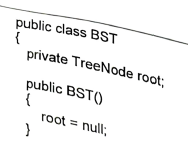 public class BST
{
private TreeNode root;
public BST()
{
root = null;
}